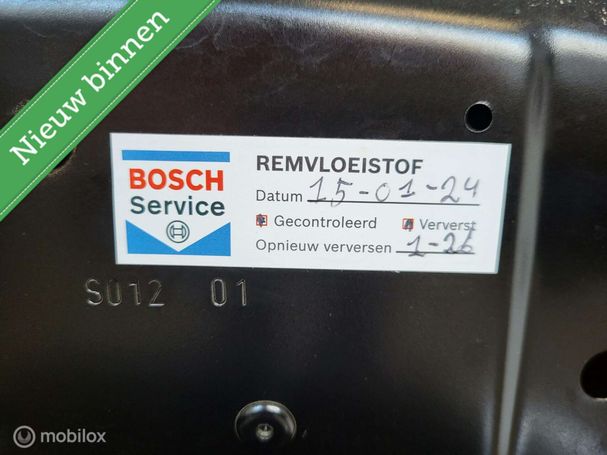 Nieuw binnen
BOSCH
Service
REMVLOEISTOF
Datum 15-01-24
Gecontroleerd Ververst
Opnieuw verversen 1-26
S012 01
mobilox